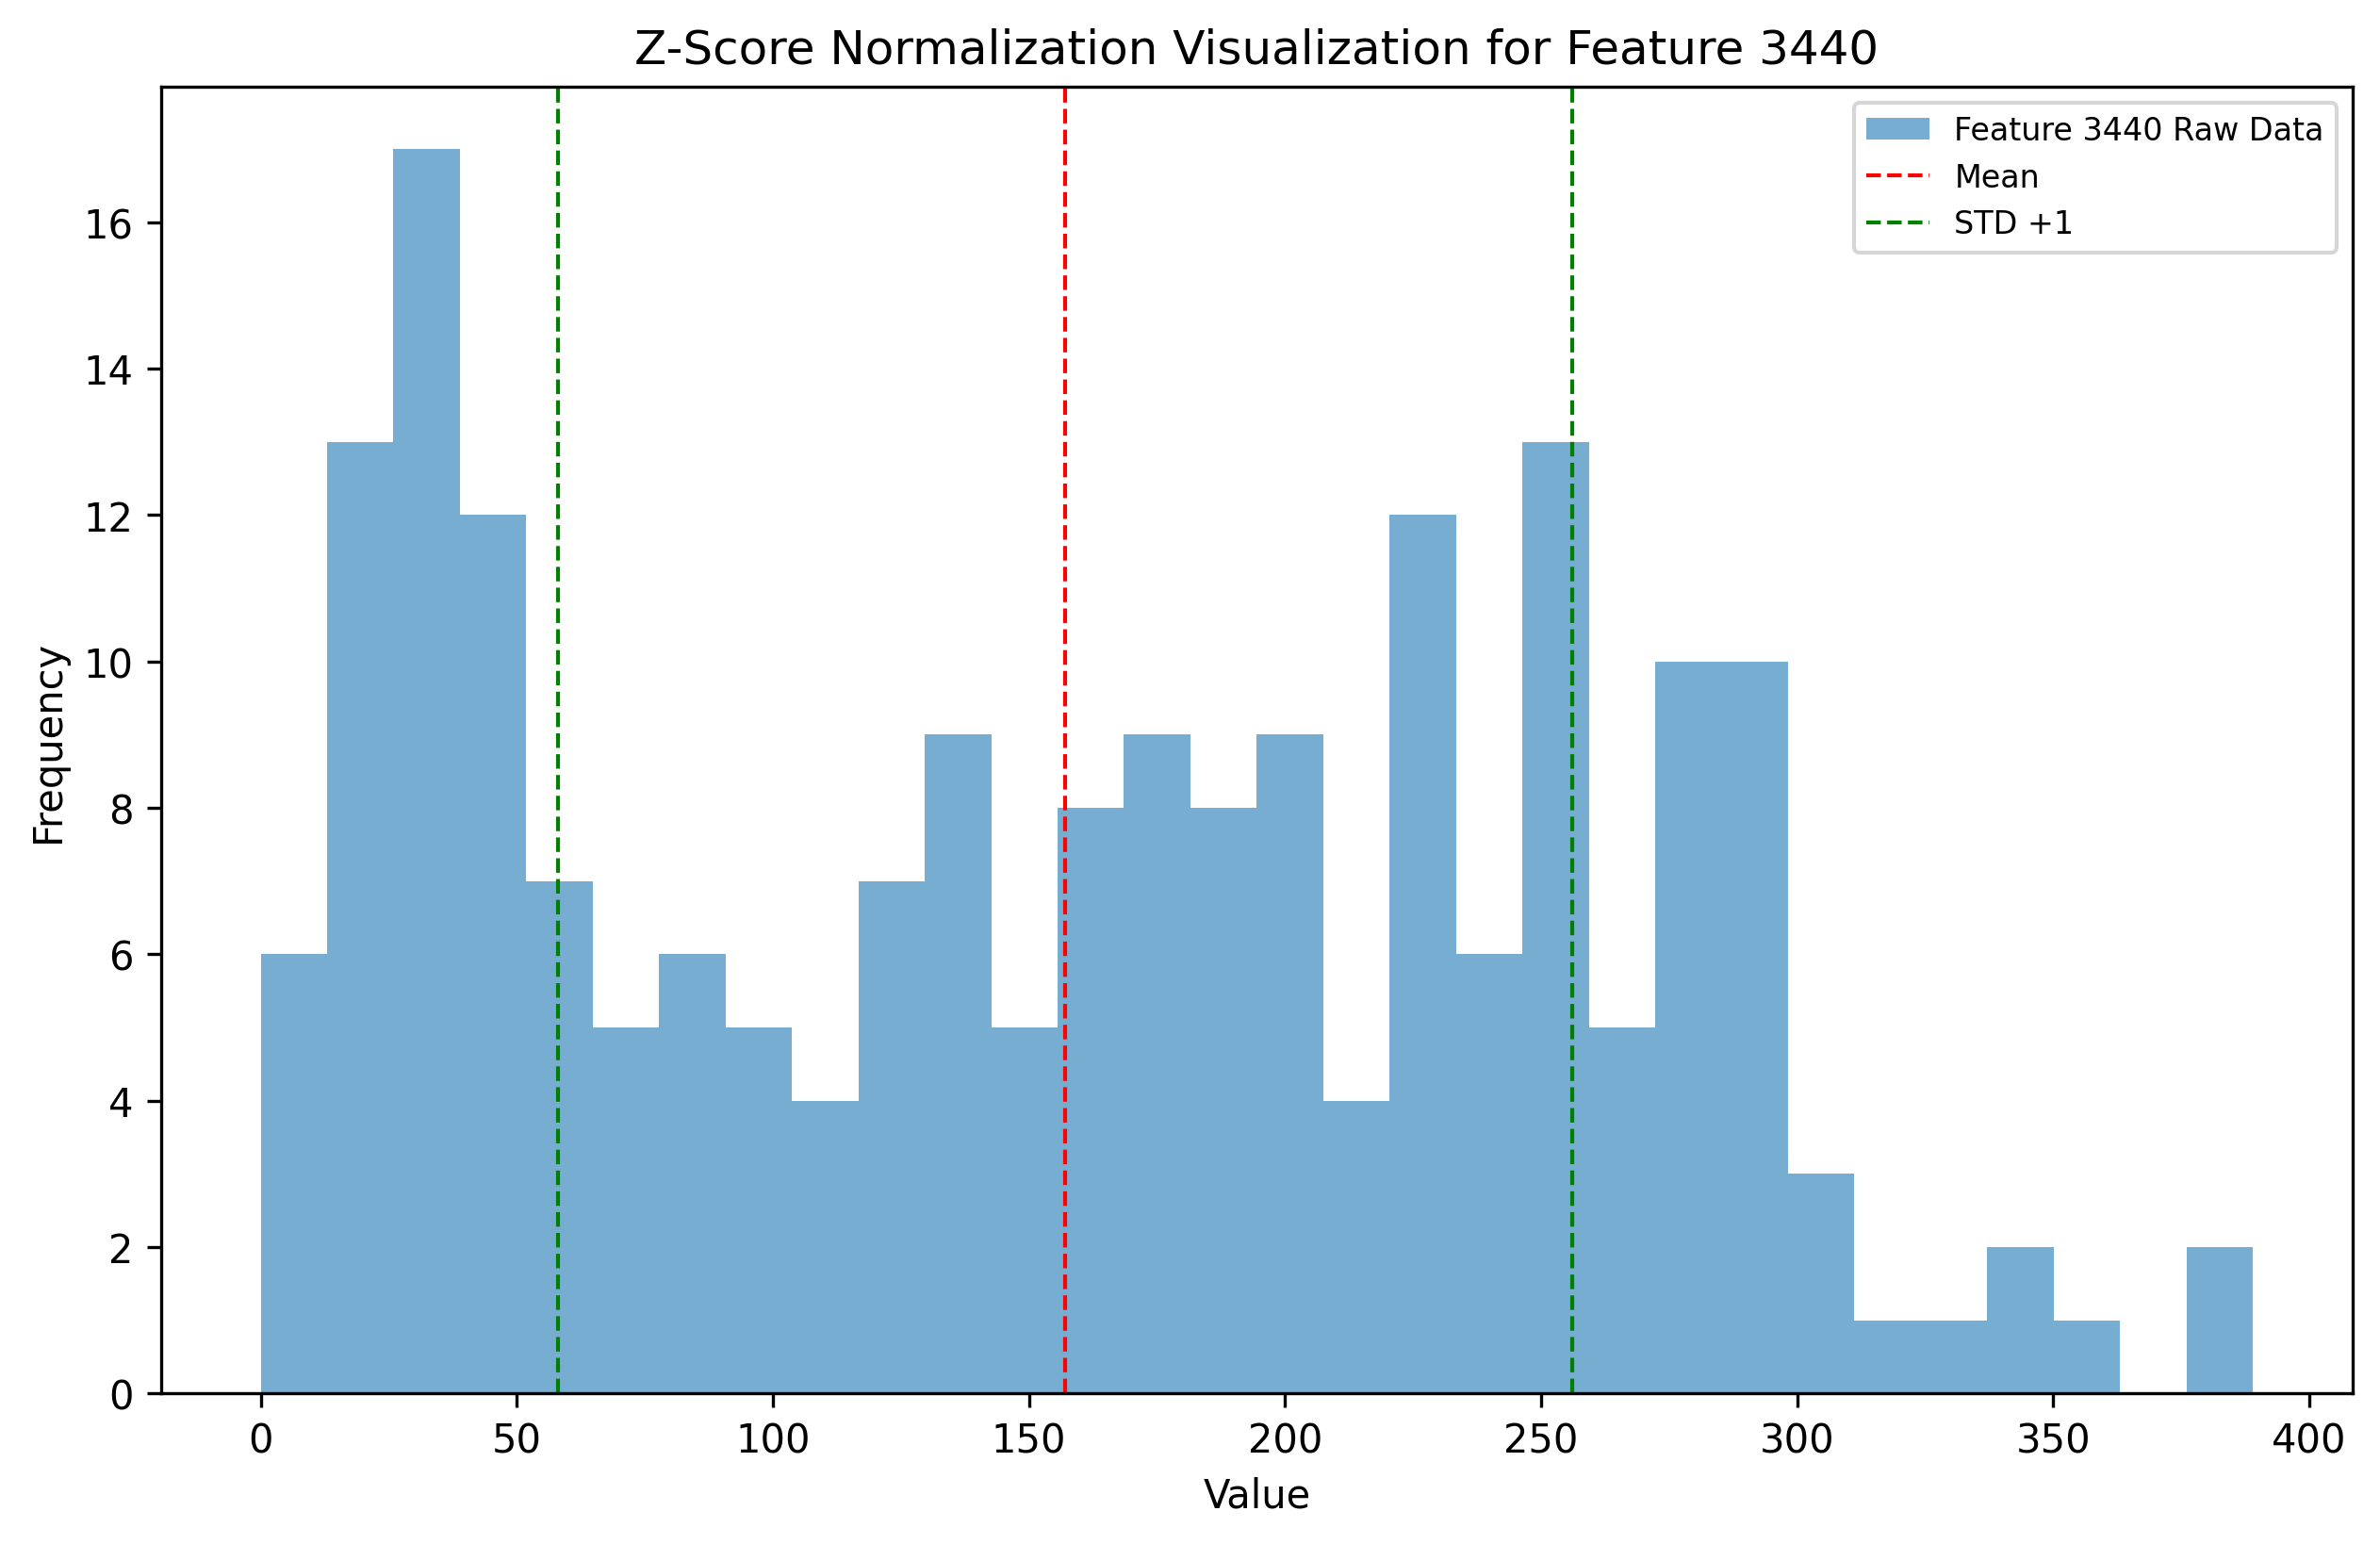 Z-Score Normalization Visualization for Feature 3440
Feature 3440 Raw Data
Mean
STD +1
16
14
12
10
8
6
4
2
0
Frequency
0 50 100 150 200 250 300 350 400
Value